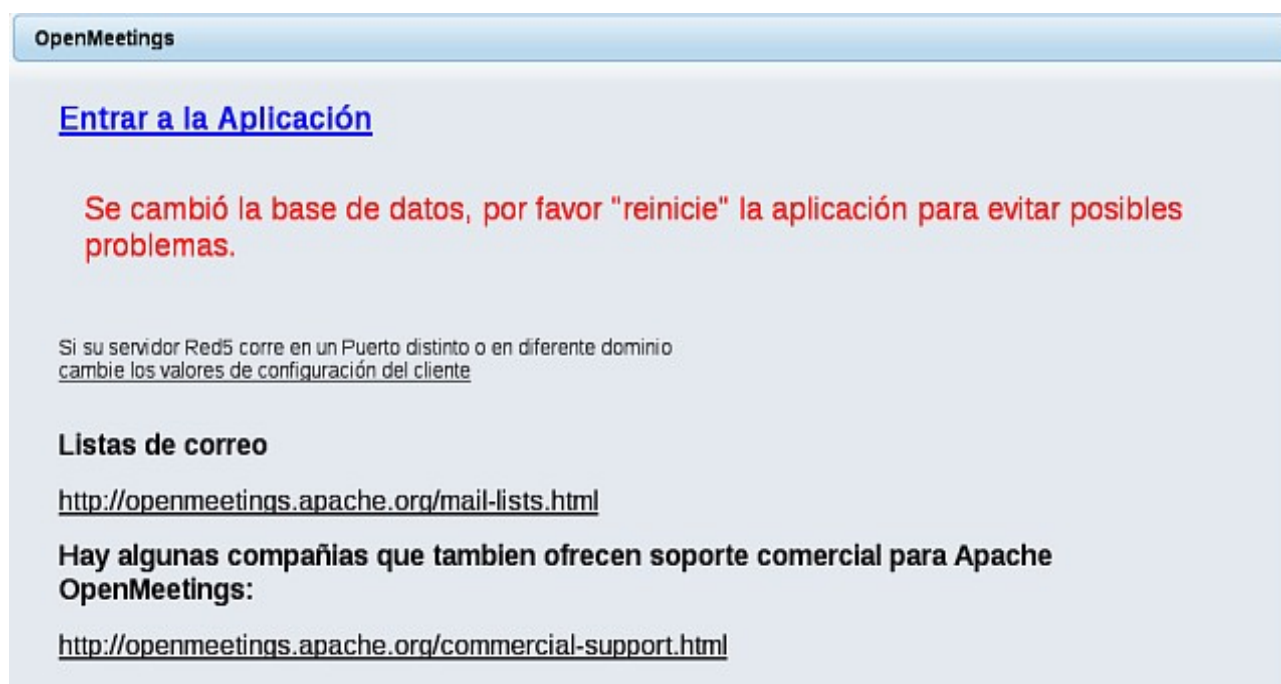 OpenMeetings
Entrar a la Aplicación
Se cambió la base de datos, por favor "reinicie" la aplicación para evitar posibles
problemas.
Si su servidor Red5 corre en un Puerto distinto o en diferente dominio
cambie los valores de configuración del cliente
Listas de correo
http://openmeetings.apache.org/mail-lists.html
Hay algunas compañias que tambien ofrecen soporte comercial para Apache
OpenMeetings:
http://openmeetings.apache.org/commercial-support.html